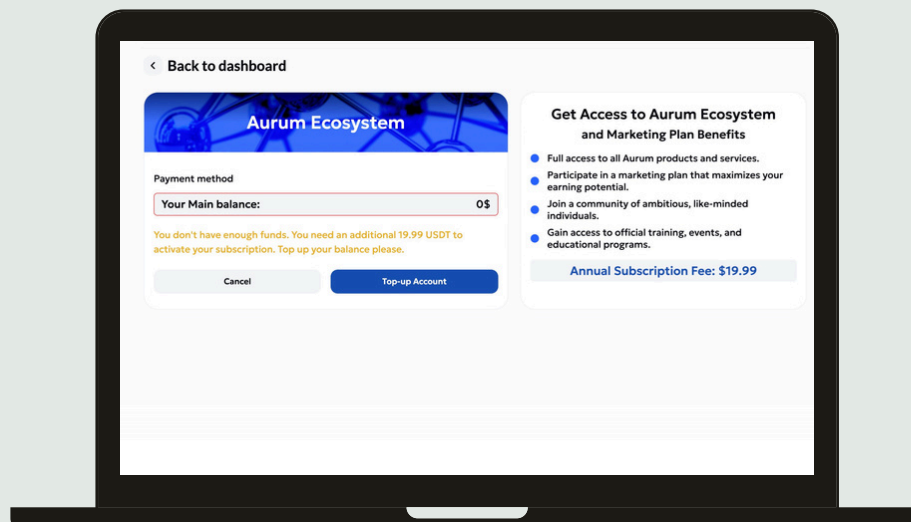 Back to dashboard
Aurum Ecosystem
Payment method
Your Main balance: 0$
You don't have enough funds. You need an additional 19.99 USDT to
activate your subscription. Top up your balance please.
Cancel
Top-up Account
Get Access to Aurum Ecosystem
and Marketing Plan Benefits
Full access to all Aurum products and services.
Participate in a marketing plan that maximizes your
earning potential.
Join a community of ambitious, like-minded
individuals.
Gain access to official training, events, and
educational programs.
Annual Subscription Fee: $19.99